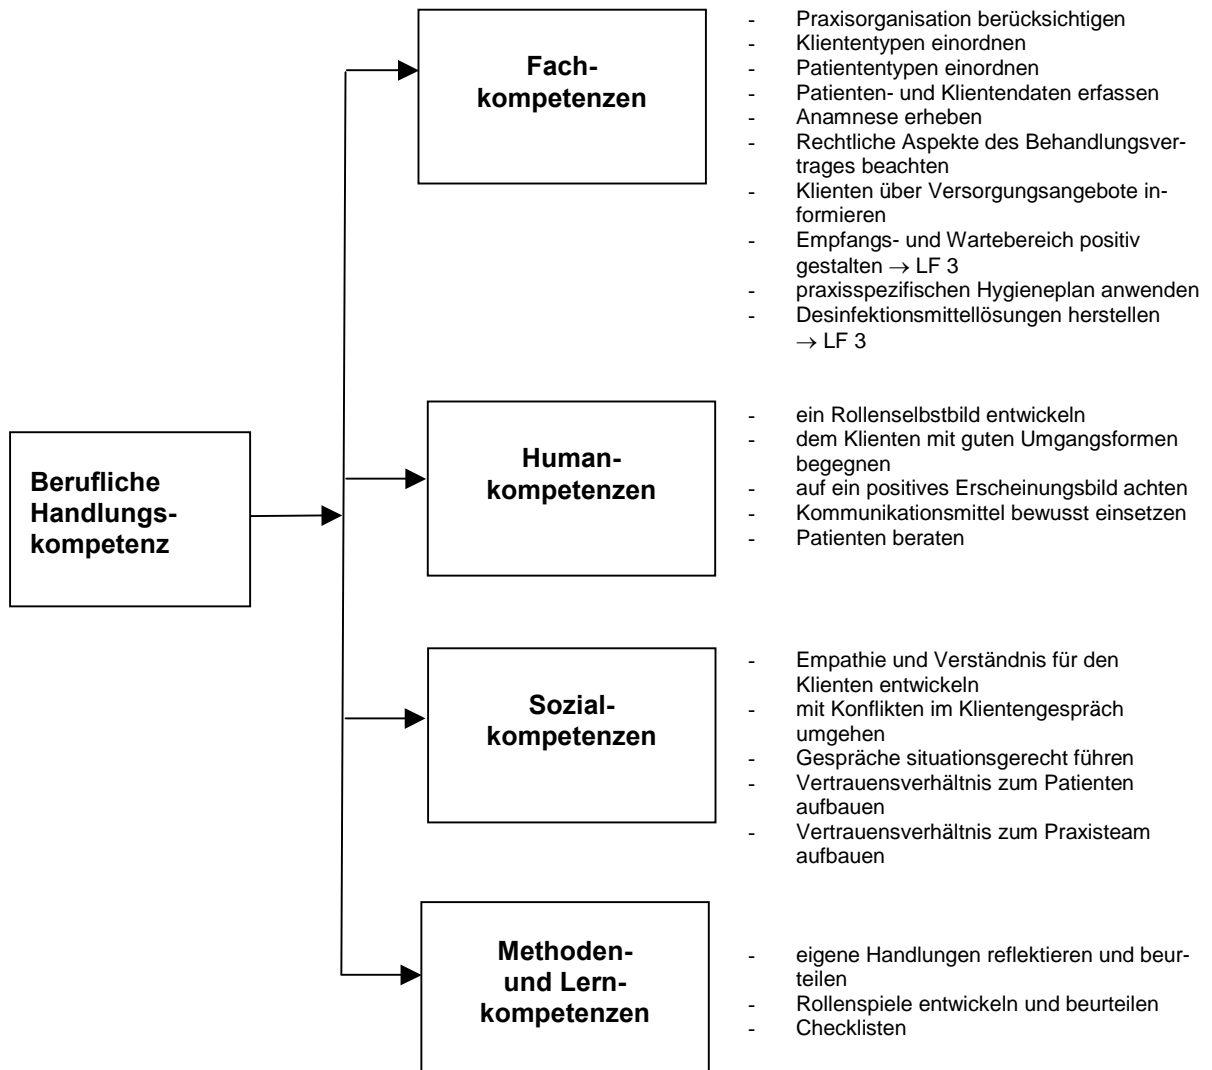 Fach-
kompetenzen
- Praxisorganisation berücksichtigen
- Kliententypen einordnen
- Patiententypen einordnen
- Patienten- und Klientendaten erfassen
- Anamnese erheben
- Rechtliche Aspekte des Behandlungsver-
trages beachten
- Klienten über Versorgungsangebote in-
formieren
- Empfangs- und Wartebereich positiv
gestalten → LF 3
- praxisspezifischen Hygieneplan anwenden
- Desinfektionsmittellösungen herstellen
→ LF 3
Berufliche
Handlungs-
kompetenz
Human-
kompetenzen
- ein Rollenselbstbild entwickeln
- dem Klienten mit guten Umgangsformen
begegnen
- auf ein positives Erscheinungsbild achten
- Kommunikationsmittel bewusst einsetzen
- Patienten beraten
Sozial-
kompetenzen
- Empathie und Verständnis für den
Klienten entwickeln
- mit Konflikten im Klientengespräch
umgehen
- Gespräche situationsgerecht führen
- Vertrauensverhältnis zum Patienten
aufbauen
- Vertrauensverhältnis zum Praxisteam
aufbauen
Methoden-
und Lern-
kompetenzen
- eigene Handlungen reflektieren und beur-
teilen
- Rollenspiele entwickeln und beurteilen
- Checklisten